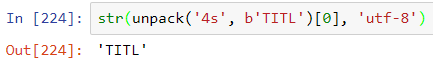 In [224]: str(unpack('4s', b'TITL')[0], 'utf-8')
Out[224]: 'TITL'